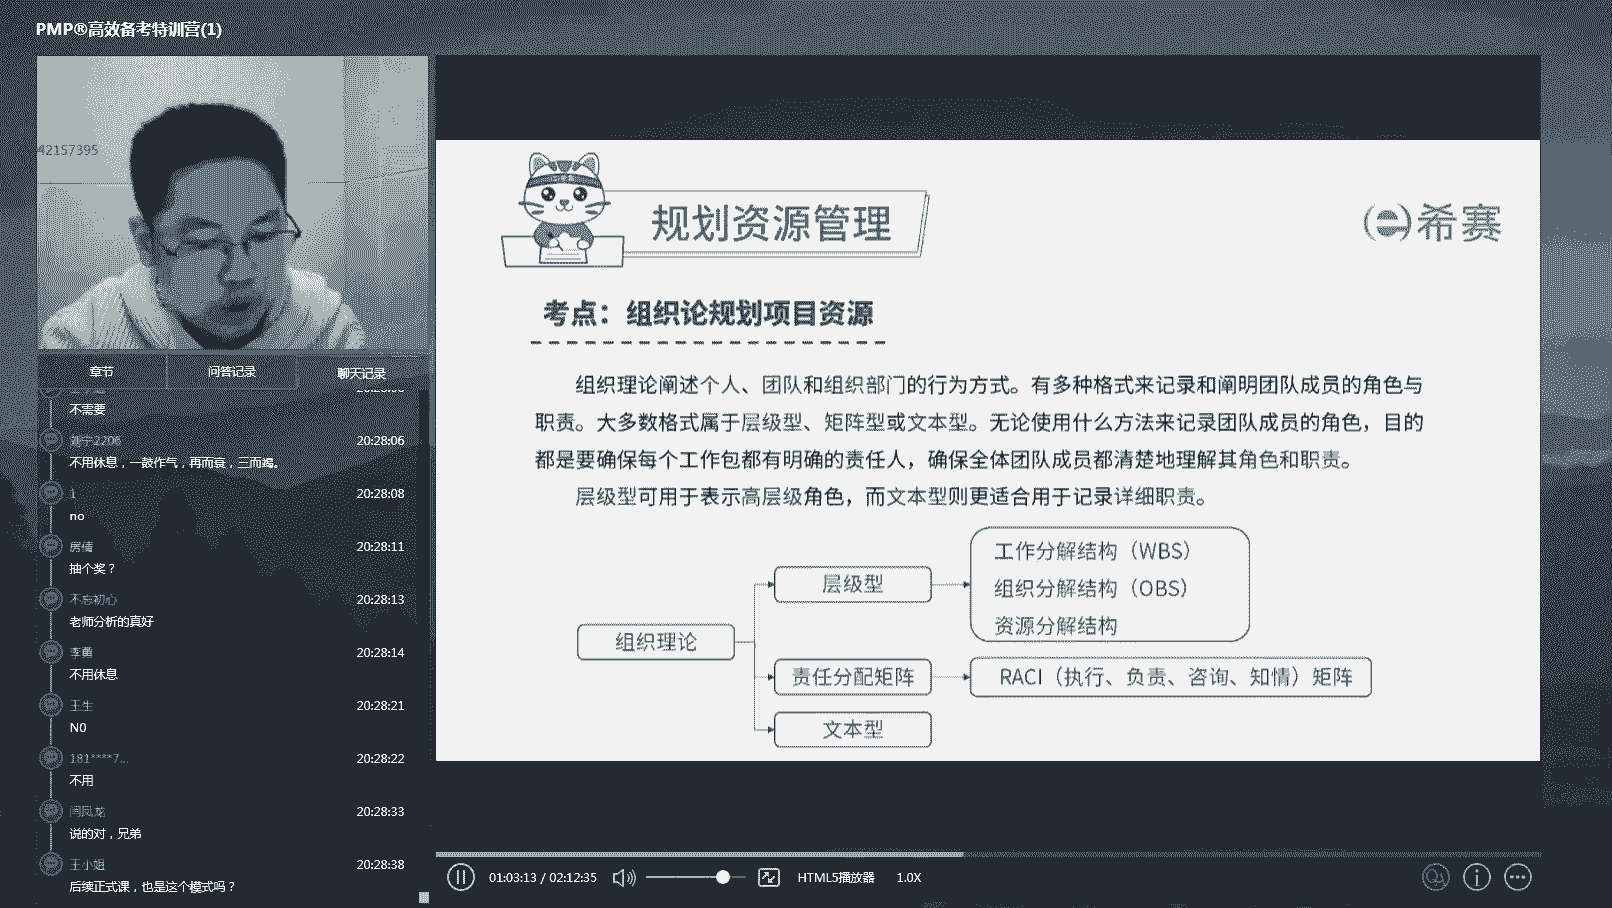 PMP®高效备考特训营(1)
42157395
章节
问答记录
聊天记录
不需要
20:28:06
不用休息，一鼓作气，再而衰，三而竭。
1
20:28:08
no
房倩
20:28:11
抽个奖？
不忘初心
20:28:13
老师分析的真好
李勇
20:28:14
不用休息
王生
20:28:21
N0
181****7...
20:28:22
不用
闫凤龙
20:28:33
说的对，兄弟
王小姐
20:28:38
后续正式课，也是这个模式吗？
规划资源管理
希赛
考点：组织论规划项目资源
组织理论阐述个人、团队和组织部门的行为方式。有多种格式来记录和阐明团队成员的角色与
职责。大多数格式属于层级型、矩阵型或文本型。无论使用什么方法来记录团队成员的角色，目的
都是要确保每个工作包都有明确的责任人，确保全体团队成员都清楚地理解其角色和职责。
层级型可用于表示高层级角色，而文本型则更适合用于记录详细职责。
组织理论
层级型
工作分解结构（WBS）
组织分解结构（OBS）
资源分解结构
责任分配矩阵
RACI（执行、负责、咨询、知情）矩阵
文本型
01:03:13 / 02:12:35
HTML5播放器
1.0X